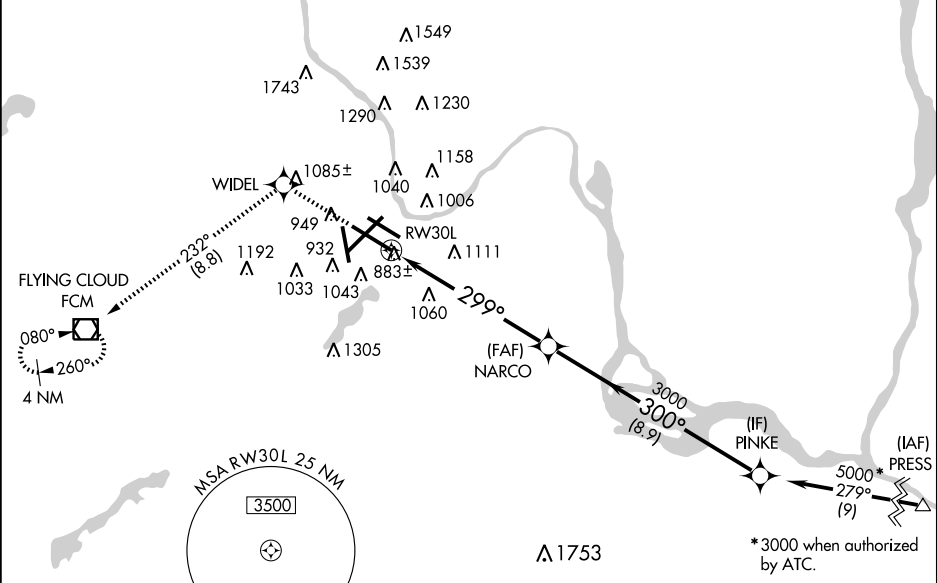 1549
1539
1743
1290
1230
1158
1085±
1040
WIDEL
1006
949
RW30L
232°
(8.8)
1192
932
1111
883±
1033
1043
FLYING CLOUD
FCM
1060
299°
080°
(FAF)
NARCO
1305
260°
4 NM
3000
300°
(8.9)
(IF)
PINKE
(IAF)
PRESS
5000*
279°
(9)
MSA RW30L 25 NM
3500
*3000 when authorized
by ATC.
1753